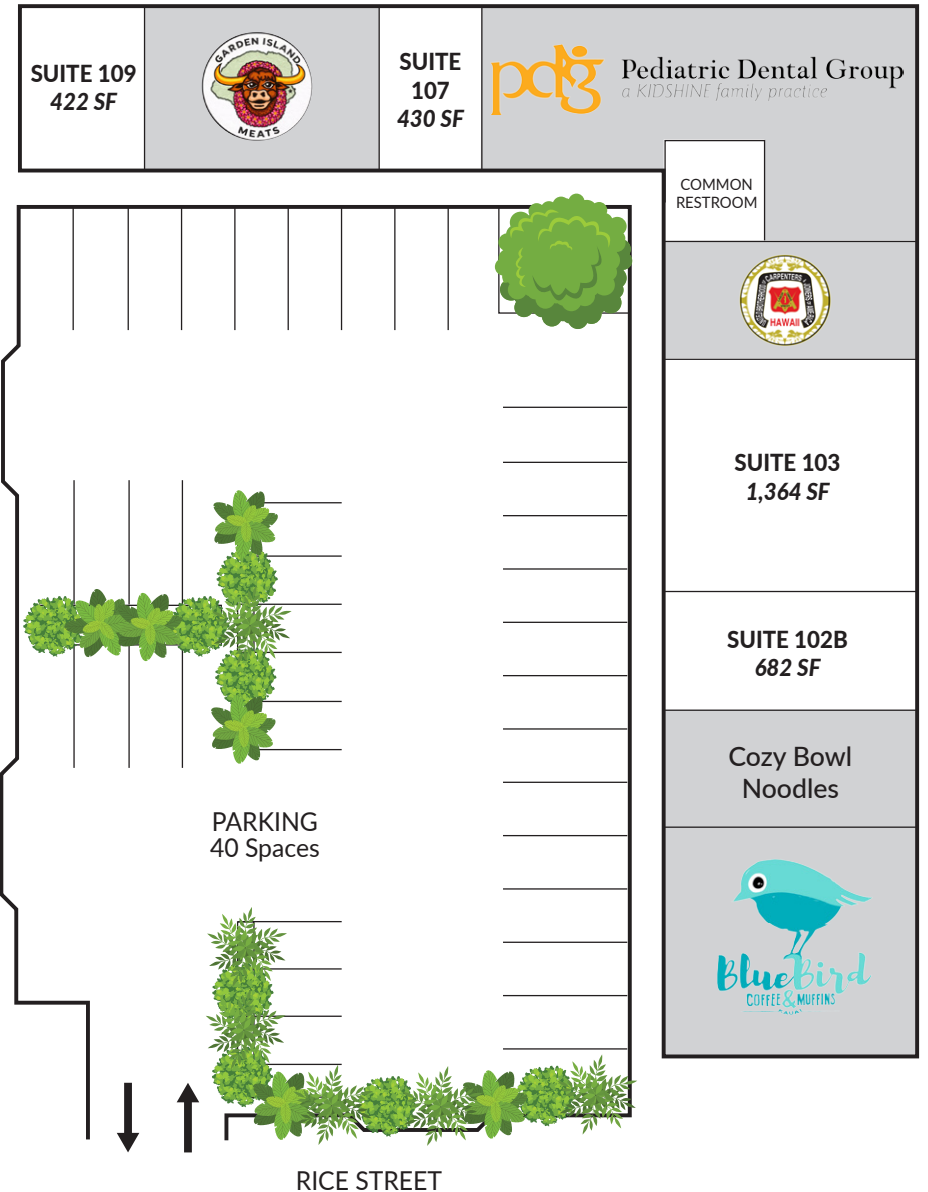 SUITE 109
422 SF
GARDEN ISLAND
MEATS
SUITE
107
430 SF
pdg
Pediatric Dental Group
a KIDSHINE family practice
COMMON
RESTROOM
CARPENTERS
HAWAII
SUITE 103
1,364 SF
SUITE 102B
682 SF
Cozy Bowl
Noodles
BlueBird
COFFEE & MUFFINS
PARKING
40 Spaces
RICE STREET